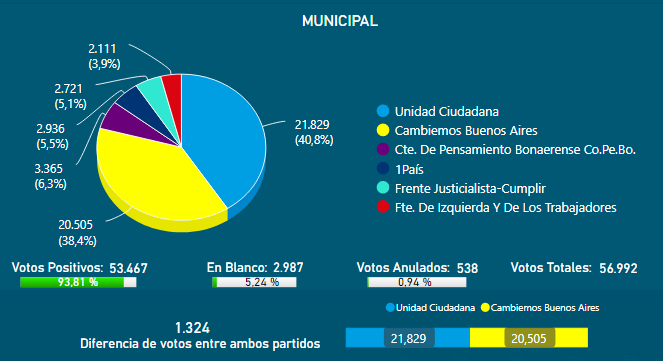 MUNICIPAL
2.111
(3,9%)
2.721
(5,1%)
2.936
(5,5%)
3.365
(6,3%)
20.505
(38,4%)
21.829
(40,8%)
Unidad Ciudadana
Cambiemos Buenos Aires
Cte. De Pensamiento Bonaerense Co.Pe.Bo.
1País
Frente Justicialista-Cumplir
Fte. De Izquierda Y De Los Trabajadores
Votos Positivos: 53.467
93,81 %
En Blanco: 2.987
5,24 %
Votos Anulados: 538
0,94 %
Votos Totales: 56.992
1.324
Diferencia de votos entre ambos partidos
Unidad Ciudadana Cambiemos Buenos Aires
21,829 20,505